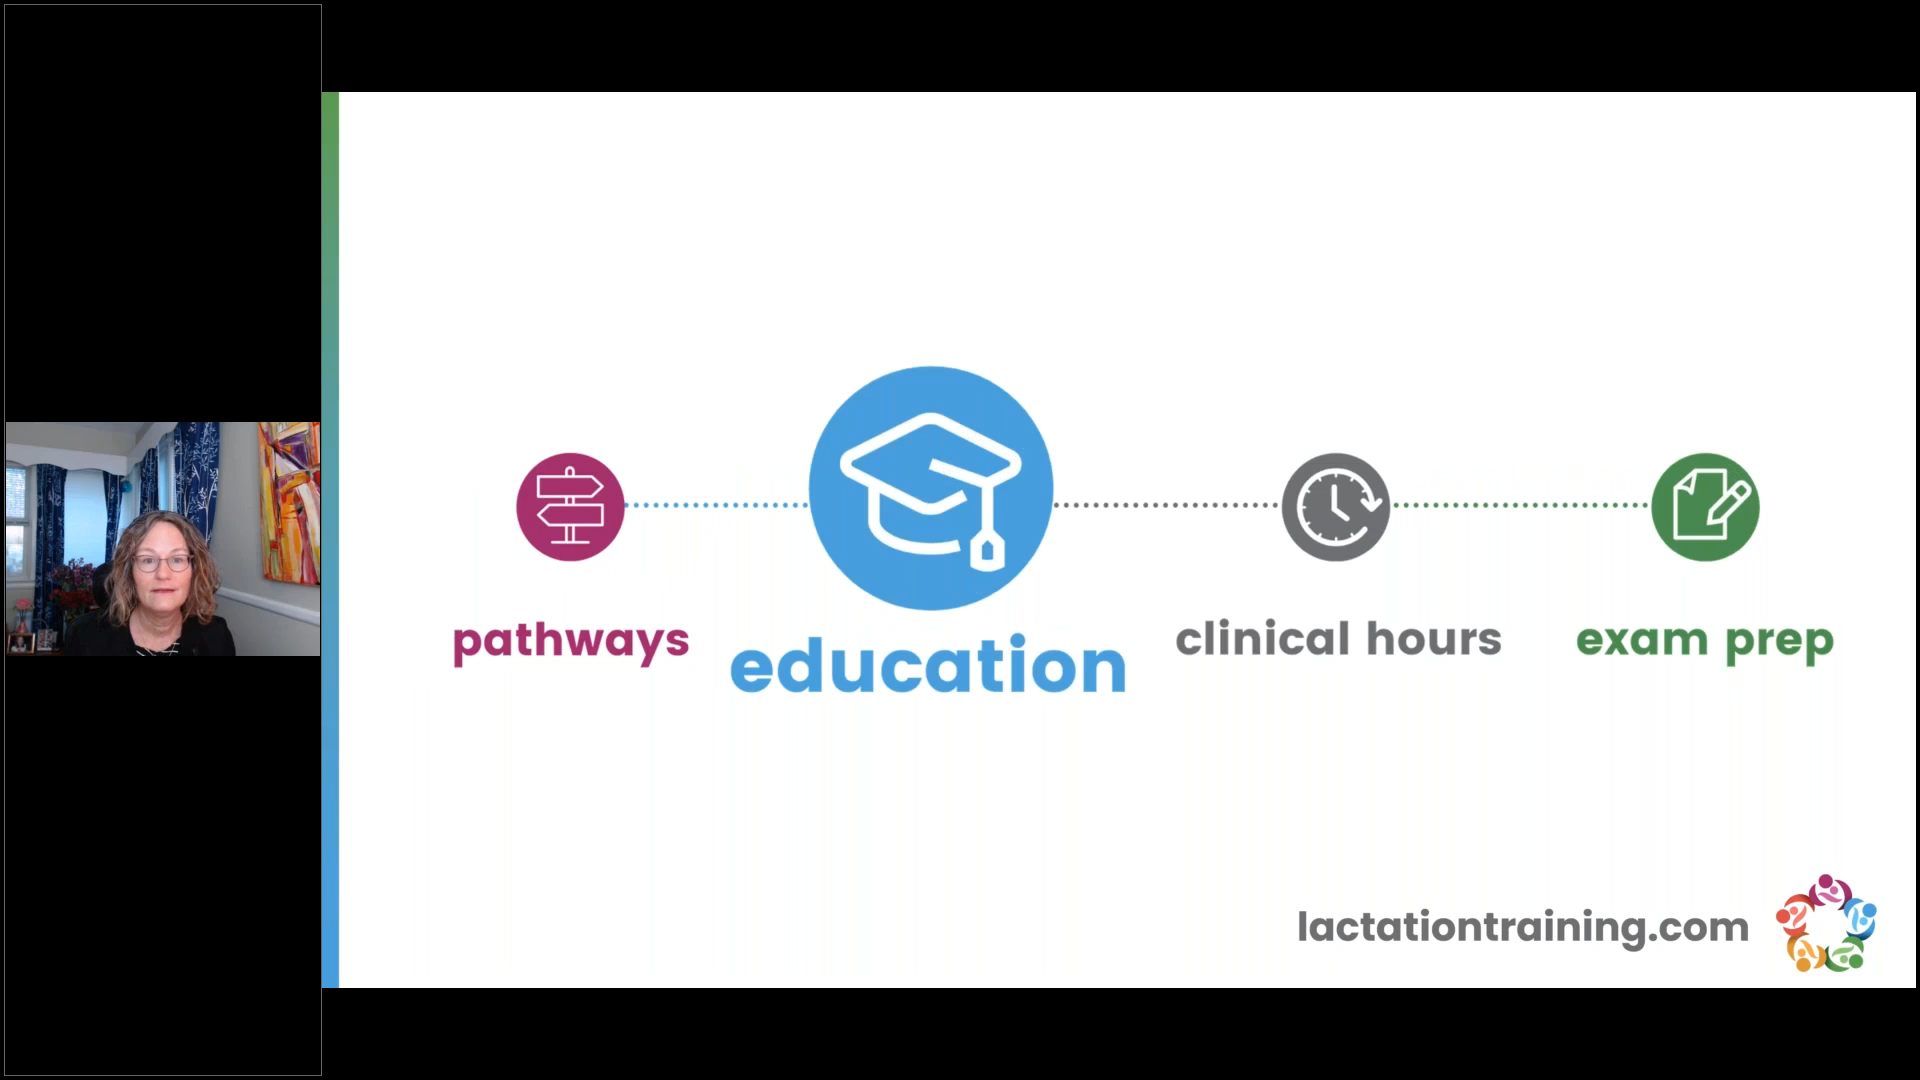 pathways
education
clinical hours
exam prep
lactationtraining.com